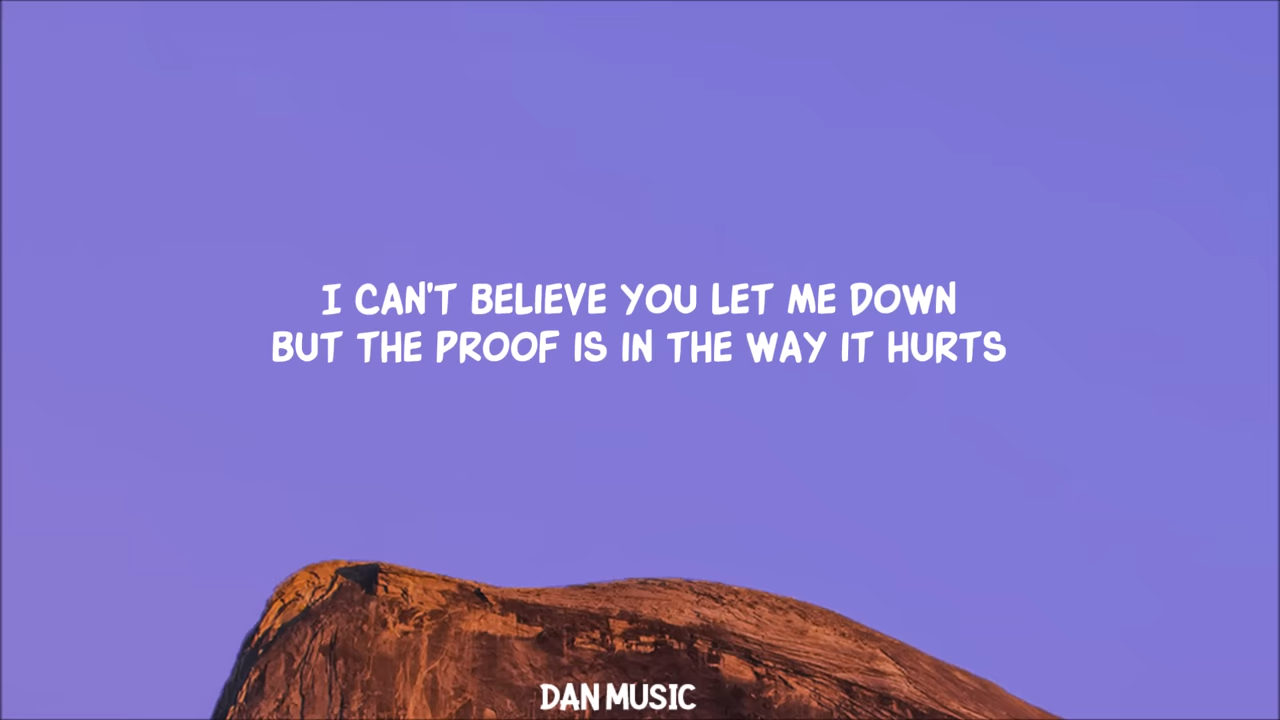 I CAN'T BELIEVE YOU LET ME DOWN
BUT THE PROOF IS IN THE WAY IT HURTS
DAN MUSIC